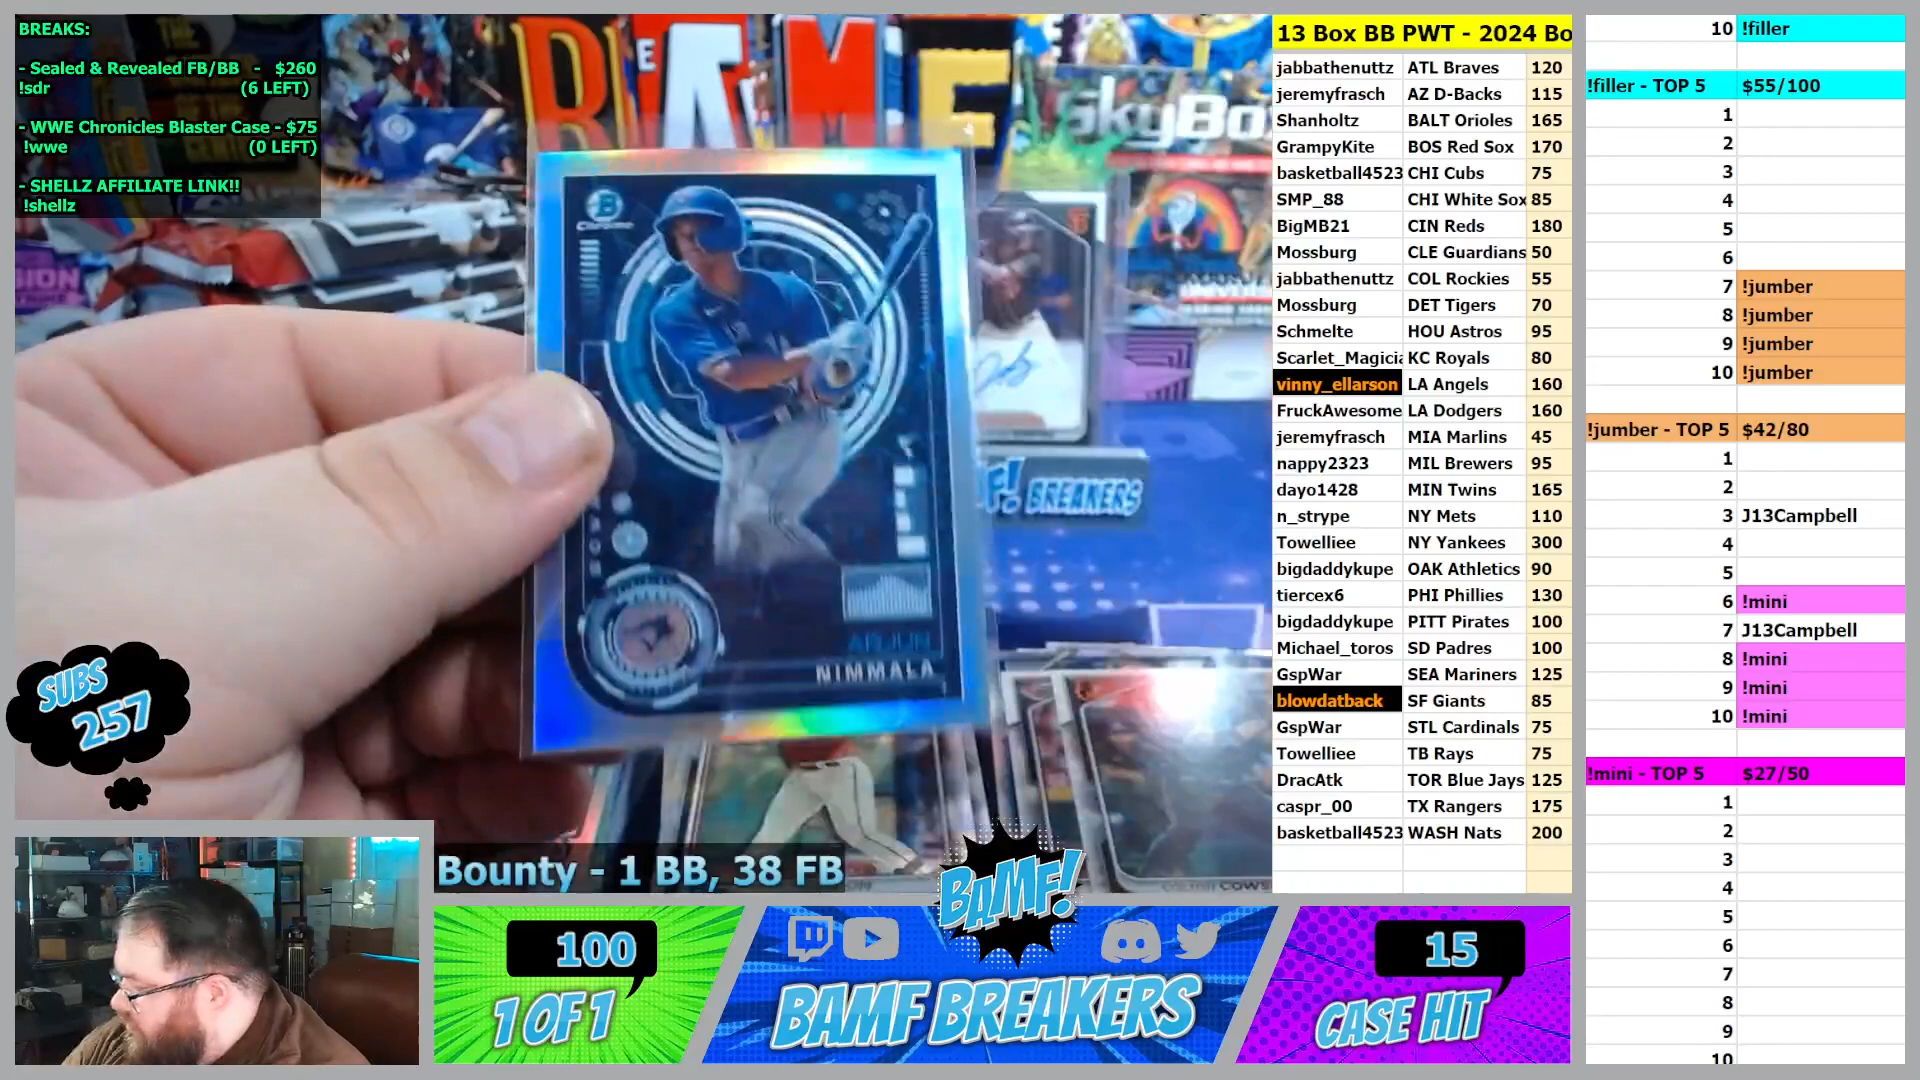 BREAKS:
- Sealed & Revealed FB/BB - $260
!sdr (6 LEFT)
- WWE Chronicles Blaster Case - $75
!wwe (0 LEFT)
- SHELLZ AFFILIATE LINK!!
!shellz
BAMF
SkyBo
Chrome
NIMMALA
F! BREAKERS
SUBS
257
Bounty - 1 BB, 38 FB
BAMF!
100
1 OF 1
BAMF BREAKERS
15
CASE HIT
13 Box BB PWT - 2024 Bo
jabbathenuttz ATL Braves 120
jeremyfrasch AZ D-Backs 115
Shanholtz BALT Orioles 165
GrampyKite BOS Red Sox 170
basketball4523 CHI Cubs 75
SMP_88 CHI White Sox 85
BigMB21 CIN Reds 180
Mossburg CLE Guardians 50
jabbathenuttz COL Rockies 55
Mossburg DET Tigers 70
Schmelte HOU Astros 95
Scarlet_Magicia KC Royals 80
vinny_ellarson LA Angels 160
FruckAwesome LA Dodgers 160
jeremyfrasch MIA Marlins 45
nappy2323 MIL Brewers 95
dayo1428 MIN Twins 165
n_strype NY Mets 110
Towelliee NY Yankees 300
bigdaddykupe OAK Athletics 90
tiercex6 PHI Phillies 130
bigdaddykupe PITT Pirates 100
Michael_toros SD Padres 100
GspWar SEA Mariners 125
blowdatback SF Giants 85
GspWar STL Cardinals 75
Towelliee TB Rays 75
DracAtk TOR Blue Jays 125
caspr_00 TX Rangers 175
basketball4523 WASH Nats 200
10 !filler
!filler - TOP 5 $55/100
1
2
3
4
5
6
7 !jumber
8 !jumber
9 !jumber
10 !jumber
!jumber - TOP 5 $42/80
1
2
3 J13Campbell
4
5
6 !mini
7 J13Campbell
8 !mini
9 !mini
10 !mini
!mini - TOP 5 $27/50
1
2
3
4
5
6
7
8
9
10